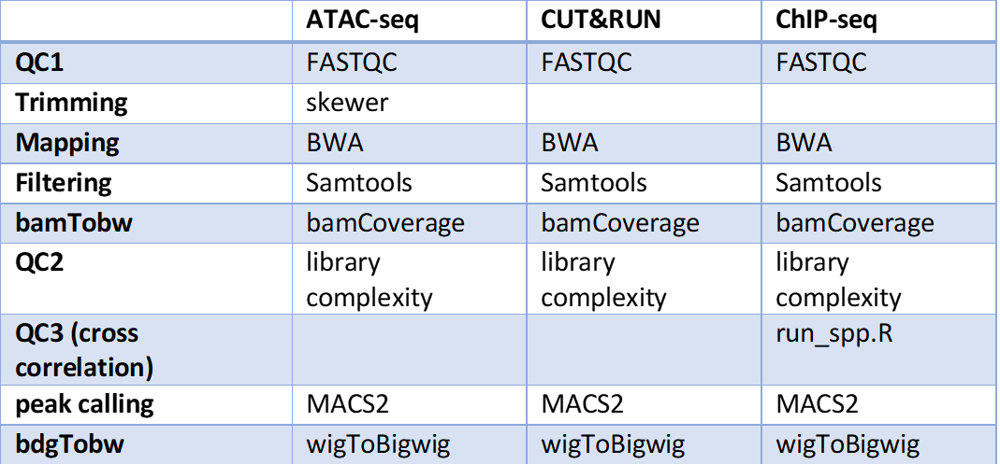 ATAC-seq CUT&RUN ChIP-seq
QC1 FASTQC FASTQC FASTQC
Trimming skewer
Mapping BWA BWA BWA
Filtering Samtools Samtools Samtools
bamTobw bamCoverage bamCoverage bamCoverage
QC2 library library library
complexity complexity complexity
QC3 (cross run_spp.R
correlation)
peak calling MACS2 MACS2 MACS2
bdgTobw wigToBigwig wigToBigwig wigToBigwig